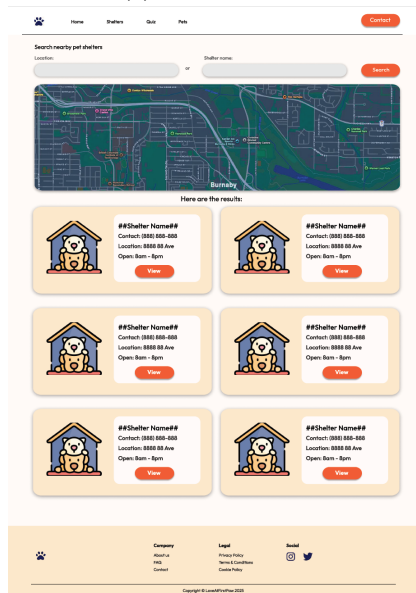 Home Shelters Quiz Pets Contact
Search nearby pet shelters
Location: Shelter name:
or Search
Burnaby
Here are the results:
##Shelter Name##
Contact: (888) 888-888
Location: 8888 88 Ave
Open: 8am - 8pm
View
##Shelter Name##
Contact: (888) 888-888
Location: 8888 88 Ave
Open: 8am - 8pm
View
##Shelter Name##
Contact: (888) 888-888
Location: 8888 88 Ave
Open: 8am - 8pm
View
##Shelter Name##
Contact: (888) 888-888
Location: 8888 88 Ave
Open: 8am - 8pm
View
##Shelter Name##
Contact: (888) 888-888
Location: 8888 88 Ave
Open: 8am - 8pm
View
##Shelter Name##
Contact: (888) 888-888
Location: 8888 88 Ave
Open: 8am - 8pm
View
Company
About us
FAQ
Contact
Legal
Privacy Policy
Terms & Conditions
Cookie Policy
Social
Copyright © LoveAtFirstPaw 2023